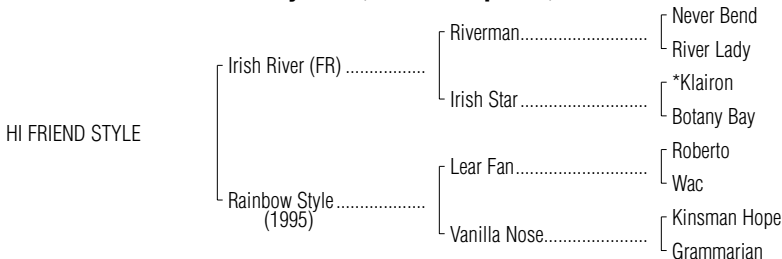 Never Bend
Riverman
River Lady
Irish River (FR)
*Klairon
Irish Star
Botany Bay
HI FRIEND STYLE
Roberto
Lear Fan
Wac
Rainbow Style
(1995)
Kinsman Hope
Vanilla Nose
Grammarian